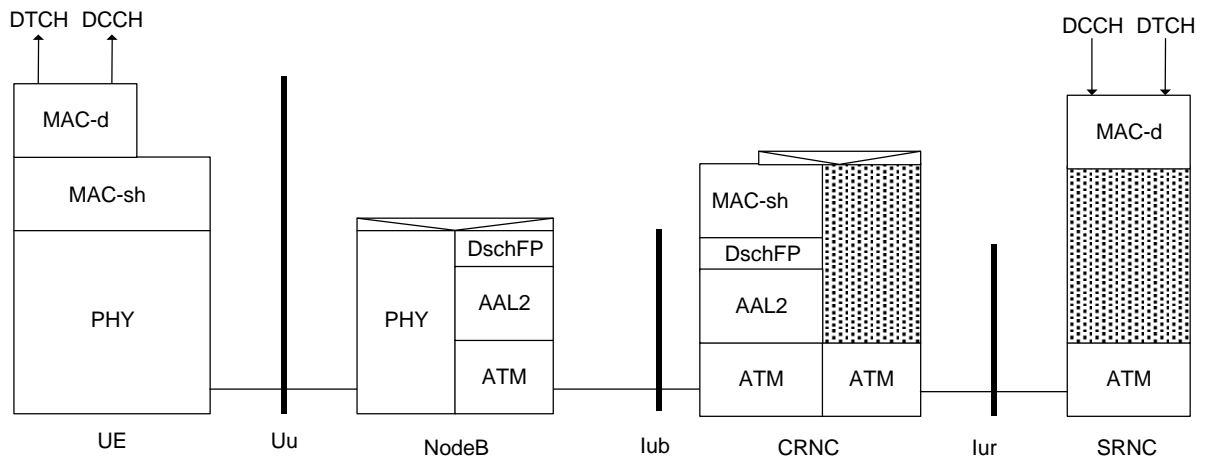 DTCH DCCH
DCCH DTCH
MAC-d
MAC-d
MAC-sh
MAC-sh
DschFP
DschFP
PHY
PHY
AAL2
AAL2
ATM
ATM
ATM
ATM
UE
Uu
NodeB
Iub
CRNC
Iur
SRNC